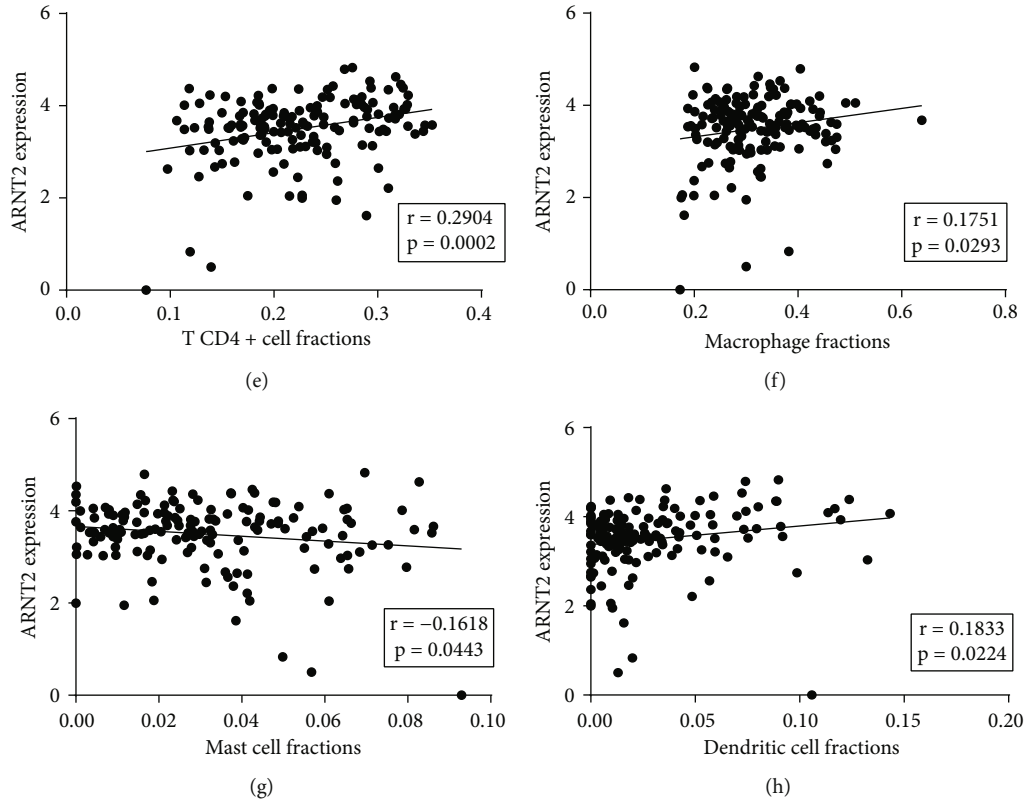 6
4
2
0
ARNT2 expression
r = 0.2904
p = 0.0002
0.0 0.1 0.2 0.3 0.4
T CD4 + cell fractions
(e)
6
4
2
0
ARNT2 expression
r = 0.1751
p = 0.0293
0.0 0.2 0.4 0.6 0.8
Macrophage fractions
(f)
6
4
2
0
ARNT2 expression
r = −0.1618
p = 0.0443
0.00 0.02 0.04 0.06 0.08 0.10
Mast cell fractions
(g)
6
4
2
0
ARNT2 expression
r = 0.1833
p = 0.0224
0.00 0.05 0.10 0.15 0.20
Dendritic cell fractions
(h)